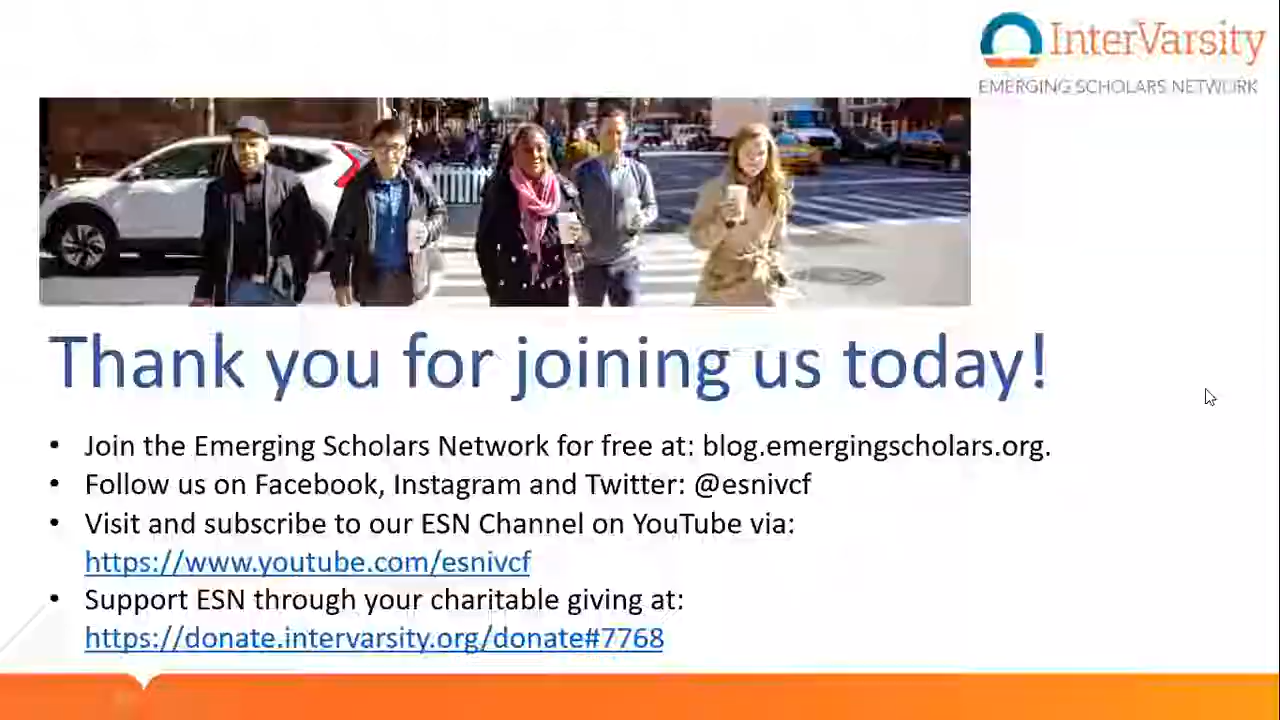 InterVarsity
EMERGING SCHOLARS NETWORK
Thank you for joining us today!
• Join the Emerging Scholars Network for free at: blog.emergingscholars.org.
• Follow us on Facebook, Instagram and Twitter: @esnivcf
• Visit and subscribe to our ESN Channel on YouTube via:
https://www.youtube.com/esnivcf
• Support ESN through your charitable giving at:
https://donate.intervarsity.org/donate#7768